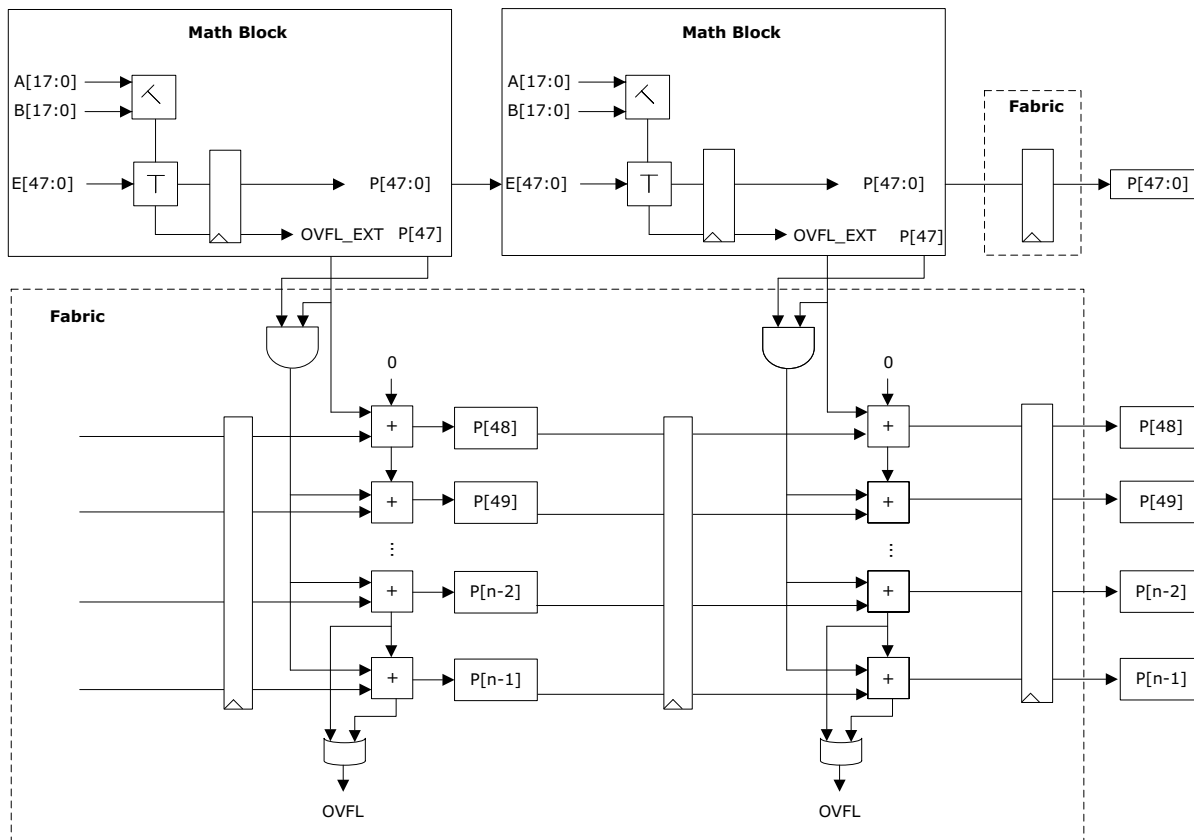 Math Block
Math Block
A[17:0]
B[17:0]
E[47:0]
P[47:0]
OVFL_EXT
P[47]
A[17:0]
B[17:0]
E[47:0]
P[47:0]
OVFL_EXT
P[47]
Fabric
P[47:0]
Fabric
0
0
+
P[48]
+
P[48]
+
P[49]
+
P[49]
⋮
⋮
+
P[n-2]
+
P[n-2]
+
P[n-1]
+
P[n-1]
OVFL
OVFL